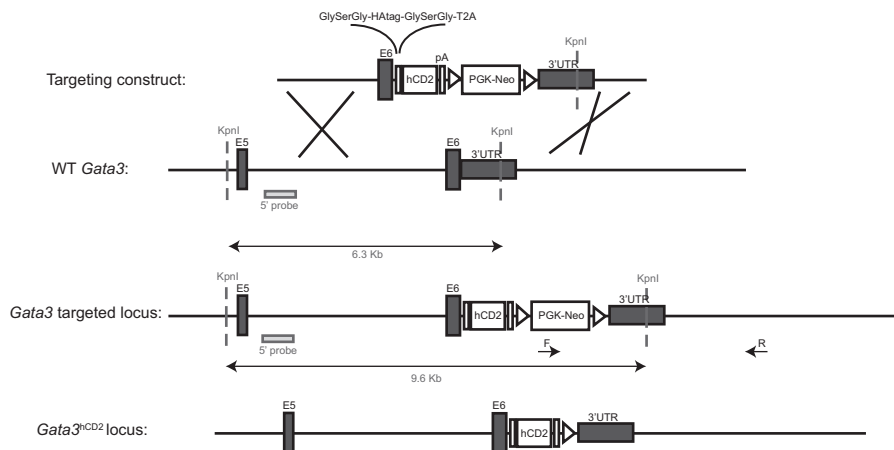 GlySerGly-HAtag-GlySerGly-T2A
Targeting construct:
E6
hCD2
pA
PGK-Neo
3'UTR
KpnI
WT Gata3:
KpnI
E5
5' probe
E6
3'UTR
KpnI
6.3 Kb
Gata3 targeted locus:
KpnI
E5
5' probe
E6
hCD2
PGK-Neo
3'UTR
KpnI
F
R
9.6 Kb
Gata3hCD2 locus:
E5
E6
hCD2
3'UTR